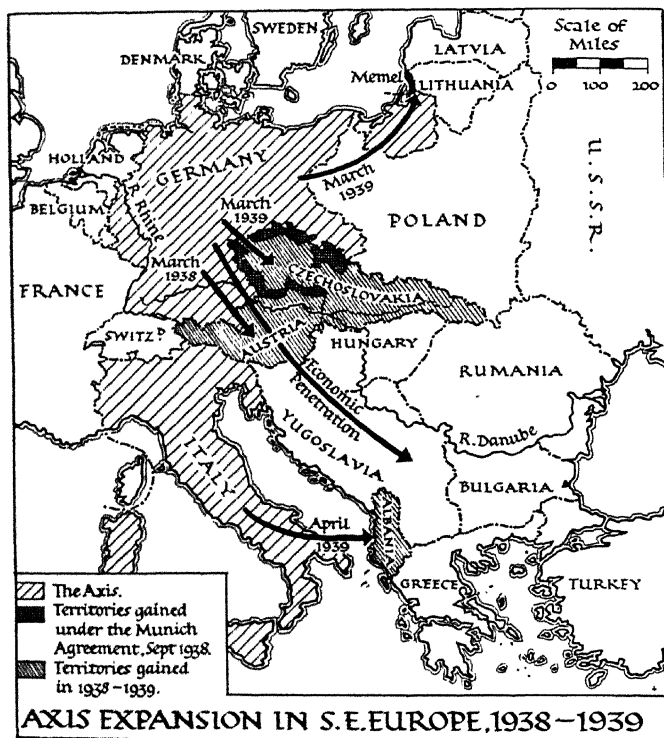 SWEDEN
Scale of
Miles
0 100 200
LATVIA
DENMARK
Memel
LITHUANIA
HOLLAND
GERMANY
March
1939
U.S.S.R.
BELGIUM
R. Rhine
March
1939
POLAND
March
1938
CZECHOSLOVAKIA
FRANCE
SWITZD
AUSTRIA
HUNGARY
RUMANIA
Economic
Penetration
YUGOSLAVIA
R. Danube
ITALY
BULGARIA
April
1939
ALBANIA
GREECE
TURKEY
The Axis.
Territories gained
under the Munich
Agreement, Sept 1938.
Territories gained
in 1938-1939.
AXIS EXPANSION IN S.E. EUROPE, 1938-1939